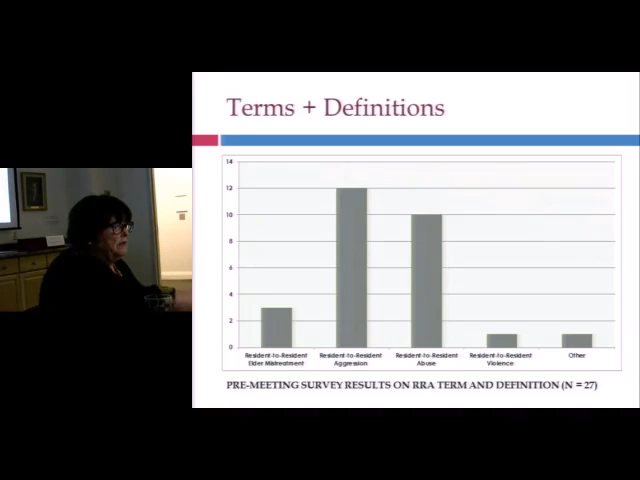 Terms + Definitions
14
12
10
8
6
4
2
0
Resident-to-Resident
Elder Mistreatment
Resident-to-Resident
Aggression
Resident-to-Resident
Abuse
Resident-to-Resident
Violence
Other
PRE-MEETING SURVEY RESULTS ON RRA TERM AND DEFINITION (N = 27)